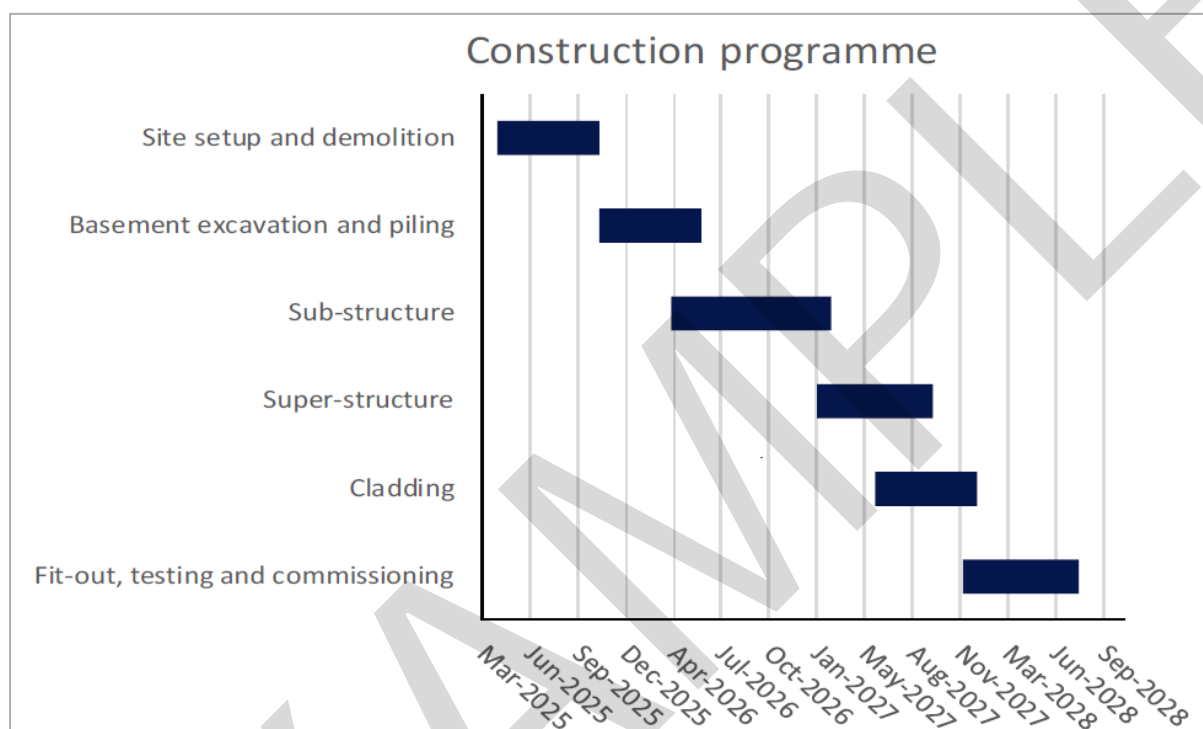 Construction programme
Site setup and demolition
Basement excavation and piling
Sub-structure
Super-structure
Cladding
Fit-out, testing and commissioning
Mar-2025
Jun-2025
Sep-2025
Dec-2025
Apr-2026
Jul-2026
Oct-2026
Jan-2027
May-2027
Aug-2027
Nov-2027
Mar-2028
Jun-2028
Sep-2028
AMPL